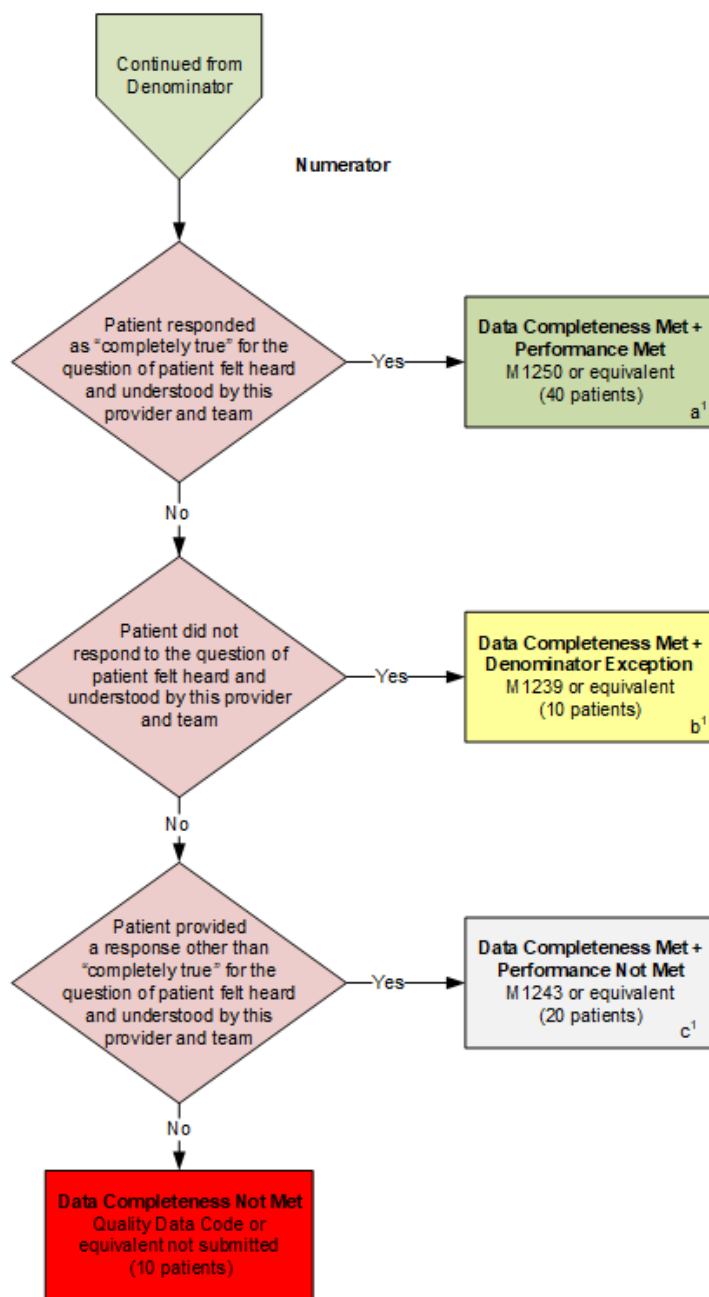 Continued from
Denominator
Numerator
Patient responded
as “completely true” for the
question of patient felt heard
and understood by this
provider and team
Yes
Data Completeness Met +
Performance Met
M1250 or equivalent
(40 patients)
a¹
No
Patient did not
respond to the question of
patient felt heard and
understood by this provider
and team
Yes
Data Completeness Met +
Denominator Exception
M1239 or equivalent
(10 patients)
b¹
No
Patient provided
a response other than
“completely true” for the
question of patient felt heard
and understood by this
provider and team
Yes
Data Completeness Met +
Performance Not Met
M1243 or equivalent
(20 patients)
c¹
No
Data Completeness Not Met
Quality Data Code or
equivalent not submitted
(10 patients)